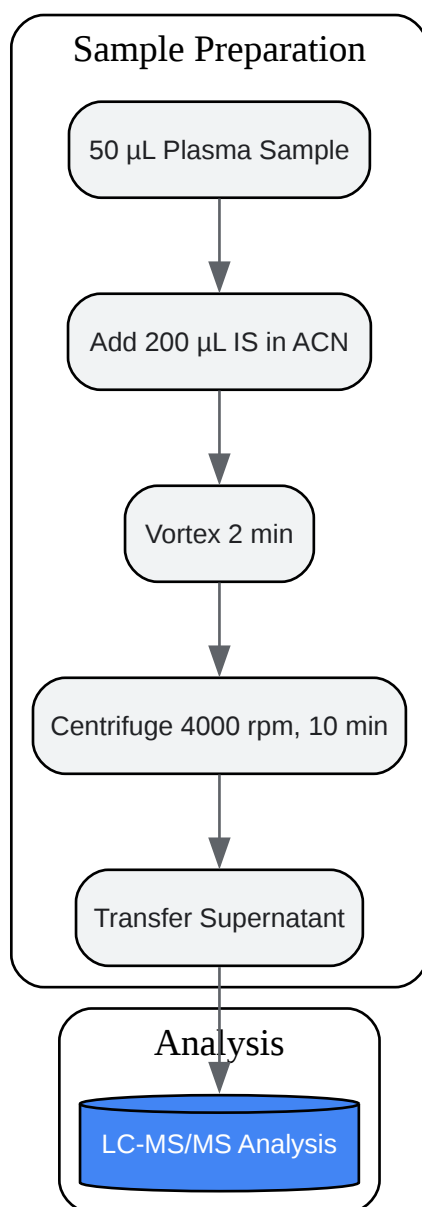 Sample Preparation
50 µL Plasma Sample
Add 200 µL IS in ACN
Vortex 2 min
Centrifuge 4000 rpm, 10 min
Transfer Supernatant
Analysis
LC-MS/MS Analysis